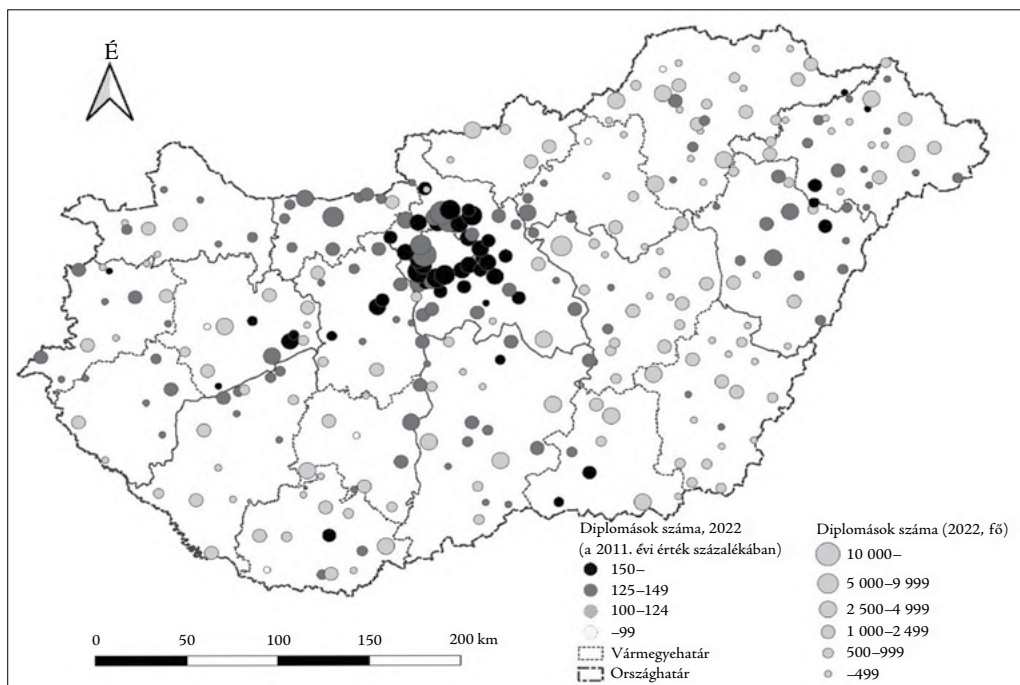 É
Diplomások száma, 2022
(a 2011. évi érték százalékában)
150–
125–149
100–124
–99
Vármegyehatár
Országhatár
Diplomások száma (2022, fő)
10 000–
5 000–9 999
2 500–4 999
1 000–2 499
500–999
–499
0 50 100 150 200 km